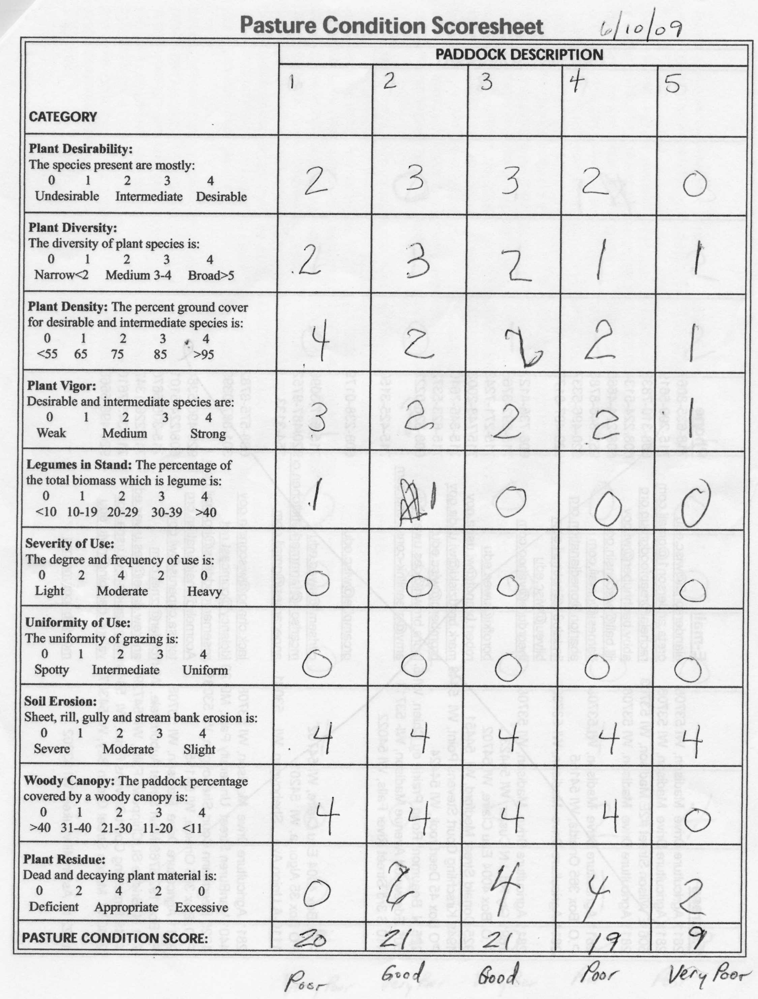 Pasture Condition Scoresheet 6/10/09
PADDOCK DESCRIPTION
1 2 3 4 5
CATEGORY
Plant Desirability:
The species present are mostly:
0 1 2 3 4
Undesirable Intermediate Desirable
2 3 3 2 0
Plant Diversity:
The diversity of plant species is:
0 1 2 3 4
Narrow<2 Medium 3-4 Broad>5
2 3 2 1 1
Plant Density: The percent ground cover
for desirable and intermediate species is:
0 1 2 3 4
<55 65 75 85 >95
4 2 2 2 1
Plant Vigor:
Desirable and intermediate species are:
0 1 2 3 4
Weak Medium Strong
3 2 2 2 1
Legumes in Stand: The percentage of
the total biomass which is legume is:
0 1 2 3 4
<10 10-19 20-29 30-39 >40
1 1 0 0 0
Severity of Use:
The degree and frequency of use is:
0 2 4 2 0
Light Moderate Heavy
0 0 0 0 0
Uniformity of Use:
The uniformity of grazing is:
0 1 2 3 4
Spotty Intermediate Uniform
0 0 0 0 0
Soil Erosion:
Sheet, rill, gully and stream bank erosion is:
0 1 2 3 4
Severe Moderate Slight
4 4 4 4 4
Woody Canopy: The paddock percentage
covered by a woody canopy is:
0 1 2 3 4
>40 31-40 21-30 11-20 <11
4 4 4 4 0
Plant Residue:
Dead and decaying plant material is:
0 2 4 2 0
Deficient Appropriate Excessive
0 2 4 4 2
PASTURE CONDITION SCORE: 20 21 21 19 9
Poor Good Good Poor Very Poor